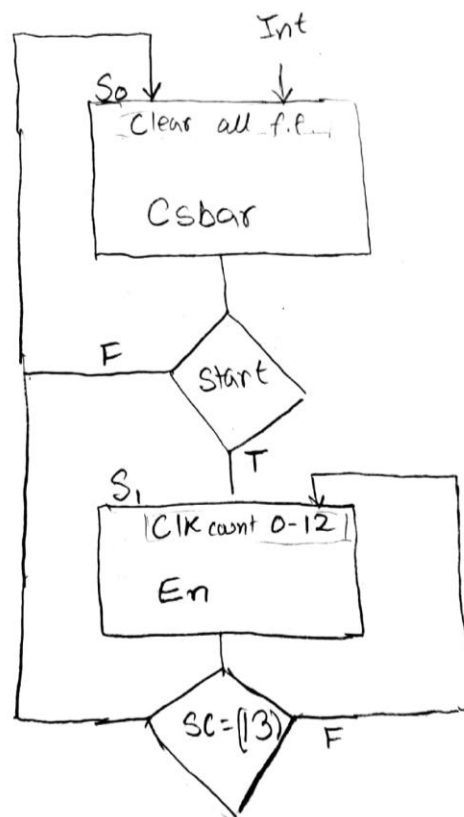 Int
S0
Clear all f.f.
Csbar
F
Start
T
S1
Clk count 0-12
En
SC=(13)
F